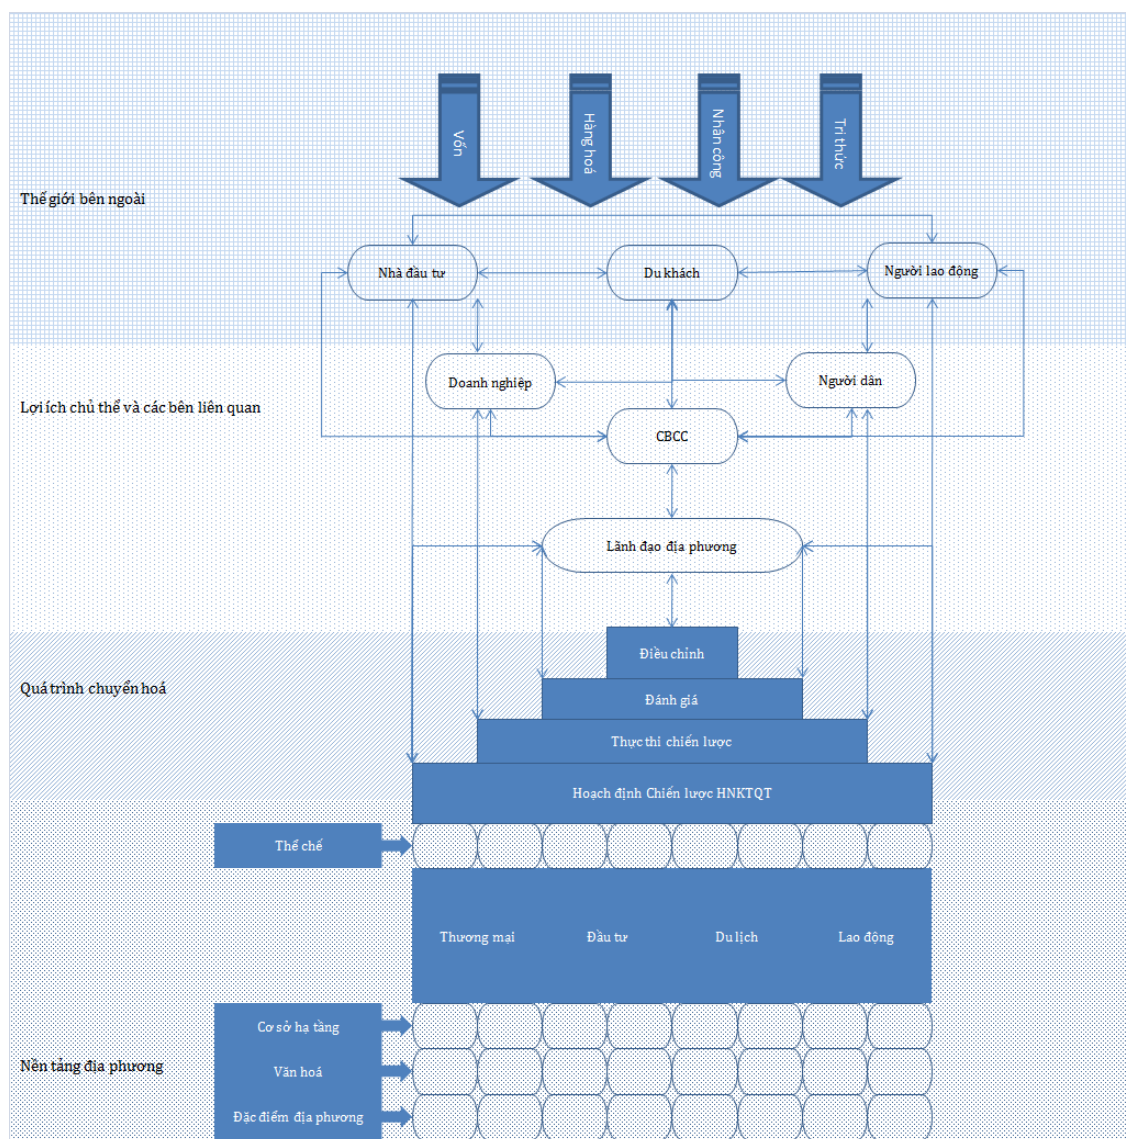 Vốn
Hàng hoá
Nhân công
Tri thức
Thế giới bên ngoài
Nhà đầu tư
Du khách
Người lao động
Doanh nghiệp
Người dân
Lợi ích chủ thể và các bên liên quan
CBCC
Lãnh đạo địa phương
Điều chỉnh
Quá trình chuyển hoá
Đánh giá
Thực thi chiến lược
Hoạch định Chiến lược HNKTQT
Thể chế
Thương mại
Đầu tư
Du lịch
Lao động
Cơ sở hạ tầng
Nền tảng địa phương
Văn hoá
Đặc điểm địa phương